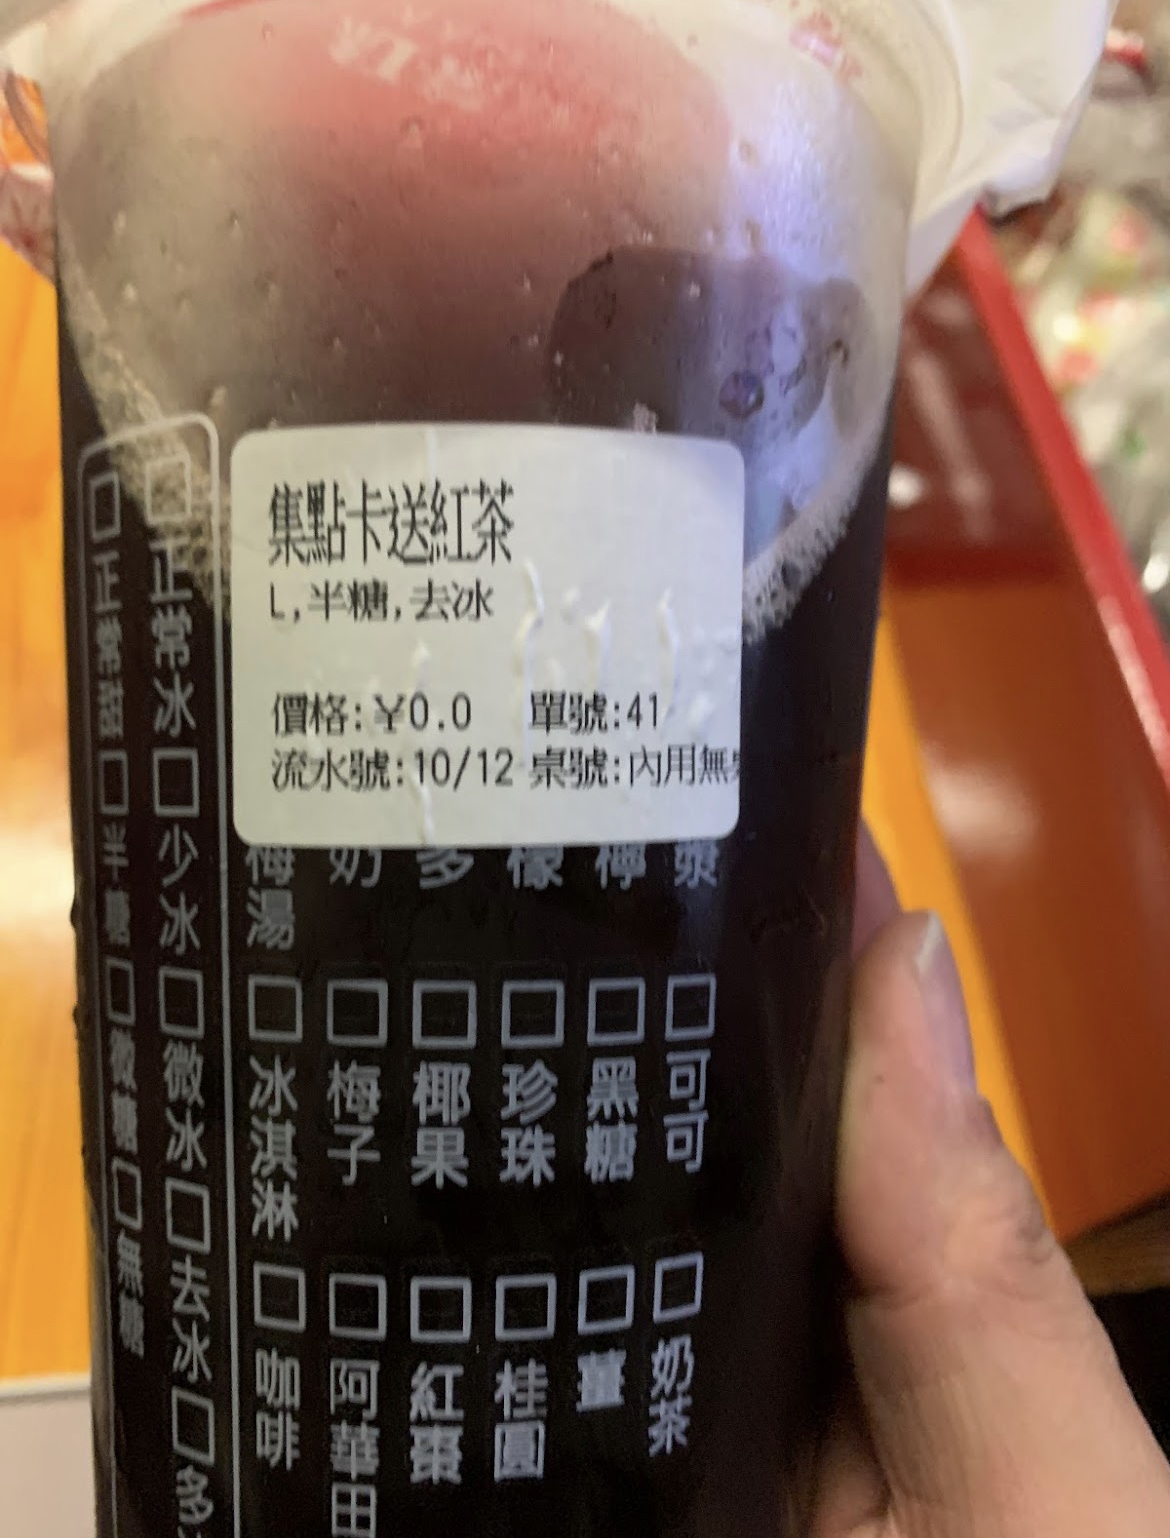 集點卡送紅茶
L,半糖,去冰
價格:¥0.0 單號:41
流水號:10/12 桌號:內用無
□正常甜 □半糖 □微糖 □無糖
□正常冰 □少冰 □微冰 □去冰 □多
梅湯 □冰淇淋 □咖啡
奶 □梅子 □阿華田
多 □椰果 □紅棗
檬 □珍珠 □桂圓
檸 □黑糖 □薑
漿 □可可 □奶茶